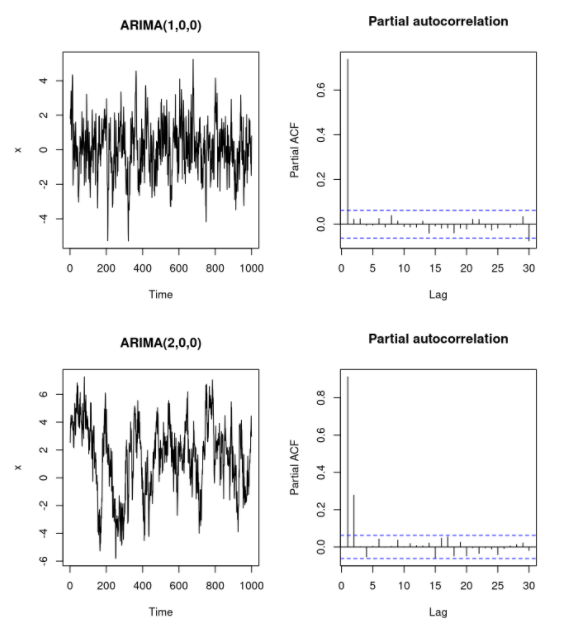 ARIMA(1,0,0)
Partial autocorrelation
x
-4 -2 0 2 4
0 200 400 600 800 1000
Time
Partial ACF
0.0 0.2 0.4 0.6
0 5 10 15 20 25 30
Lag
ARIMA(2,0,0)
Partial autocorrelation
x
-6 -4 -2 0 2 4 6
0 200 400 600 800 1000
Time
Partial ACF
0.0 0.2 0.4 0.6 0.8
0 5 10 15 20 25 30
Lag